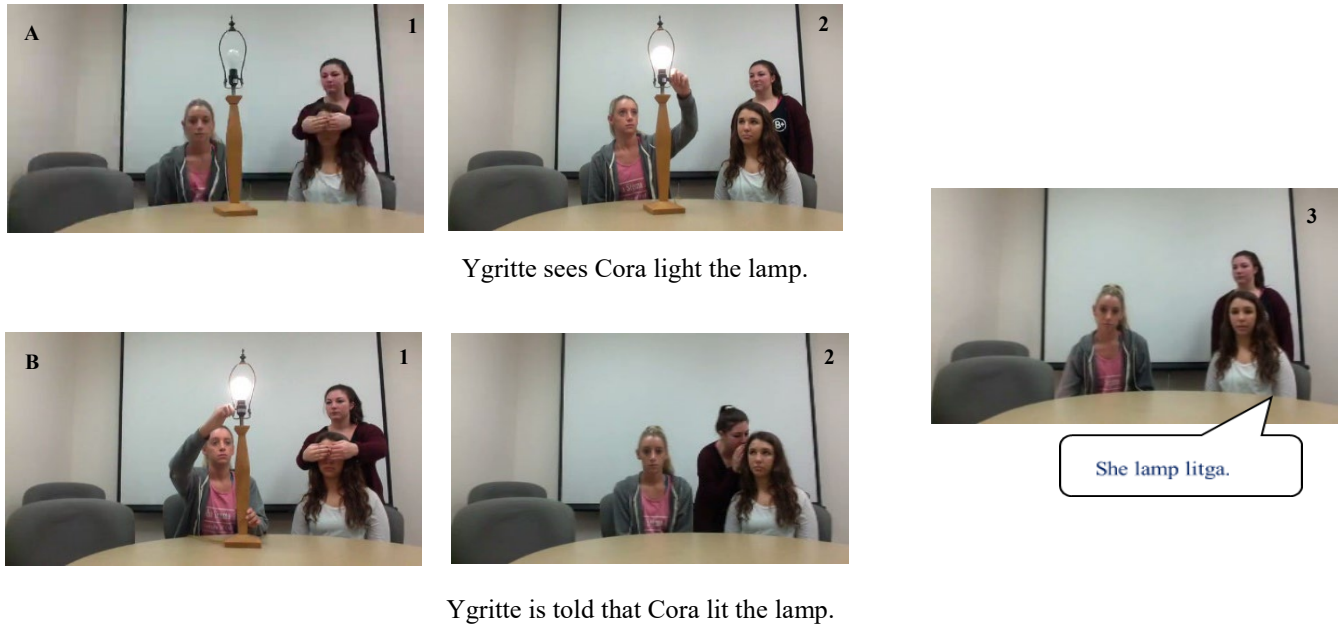 A
1
2
Ygritte sees Cora light the lamp.
3
She lamp litga.
B
1
2
Ygritte is told that Cora lit the lamp.